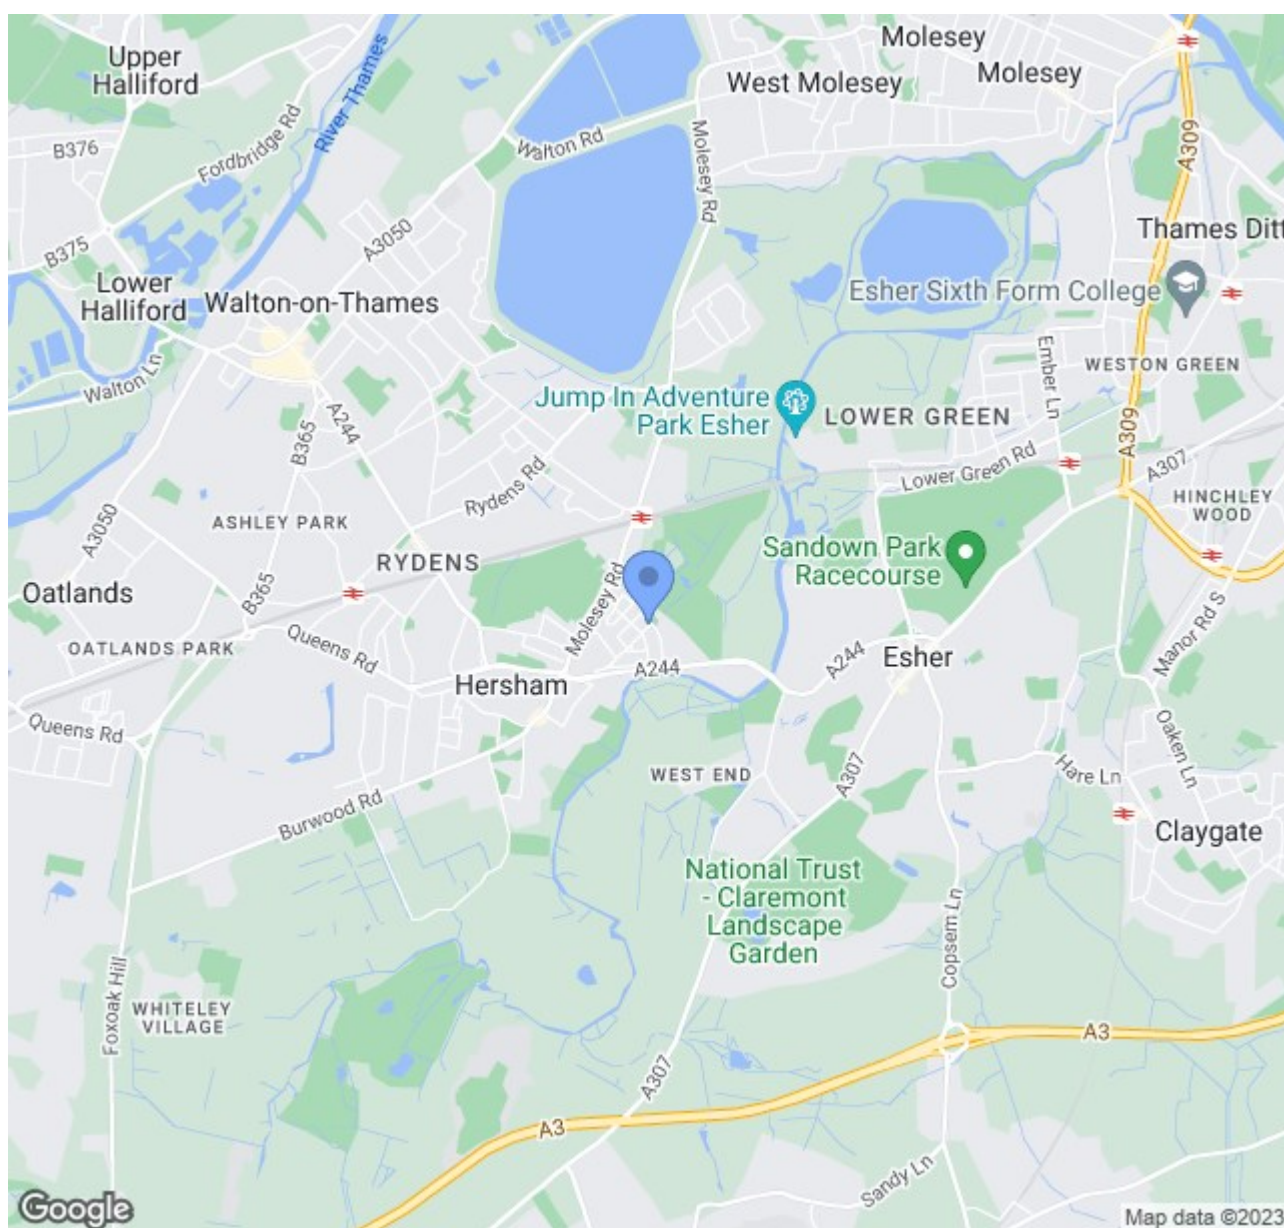 Upper
Halliford
River Thames
Molesey
West Molesey
Molesey
B376
Fordbridge Rd
Walton Rd
Molesey Rd
A309
B375
A3050
Thames Ditt
Lower
Halliford
Walton-on-Thames
Esher Sixth Form College
Walton Ln
Ember Ln
WESTON GREEN
A244
B365
Jump In Adventure
Park Esher
LOWER GREEN
A309
Lower Green Rd
A307
Rydens Rd
HINCHLEY
WOOD
A3050
ASHLEY PARK
RYDENS
Sandown Park
Racecourse
Oatlands
B365
Molesey Rd
Manor Rd S
OATLANDS PARK
Queens Rd
A244
A244
Esher
Hersham
Queens Rd
Oaken Ln
WEST END
A307
Hare Ln
Burwood Rd
Claygate
National Trust
- Claremont
Landscape
Garden
Copsem Ln
Foxoak Hill
WHITELEY
VILLAGE
A3
A307
A3
Sandy Ln
Google
Map data ©2023